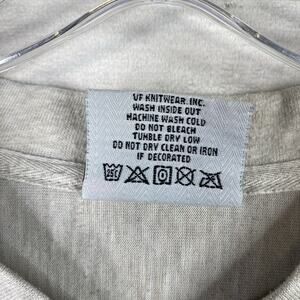 VF KNITWEAR, INC.
WASH INSIDE OUT
MACHINE WASH COLD
DO NOT BLEACH
TUMBLE DRY LOW
DO NOT DRY CLEAN OR IRON
IF DECORATED